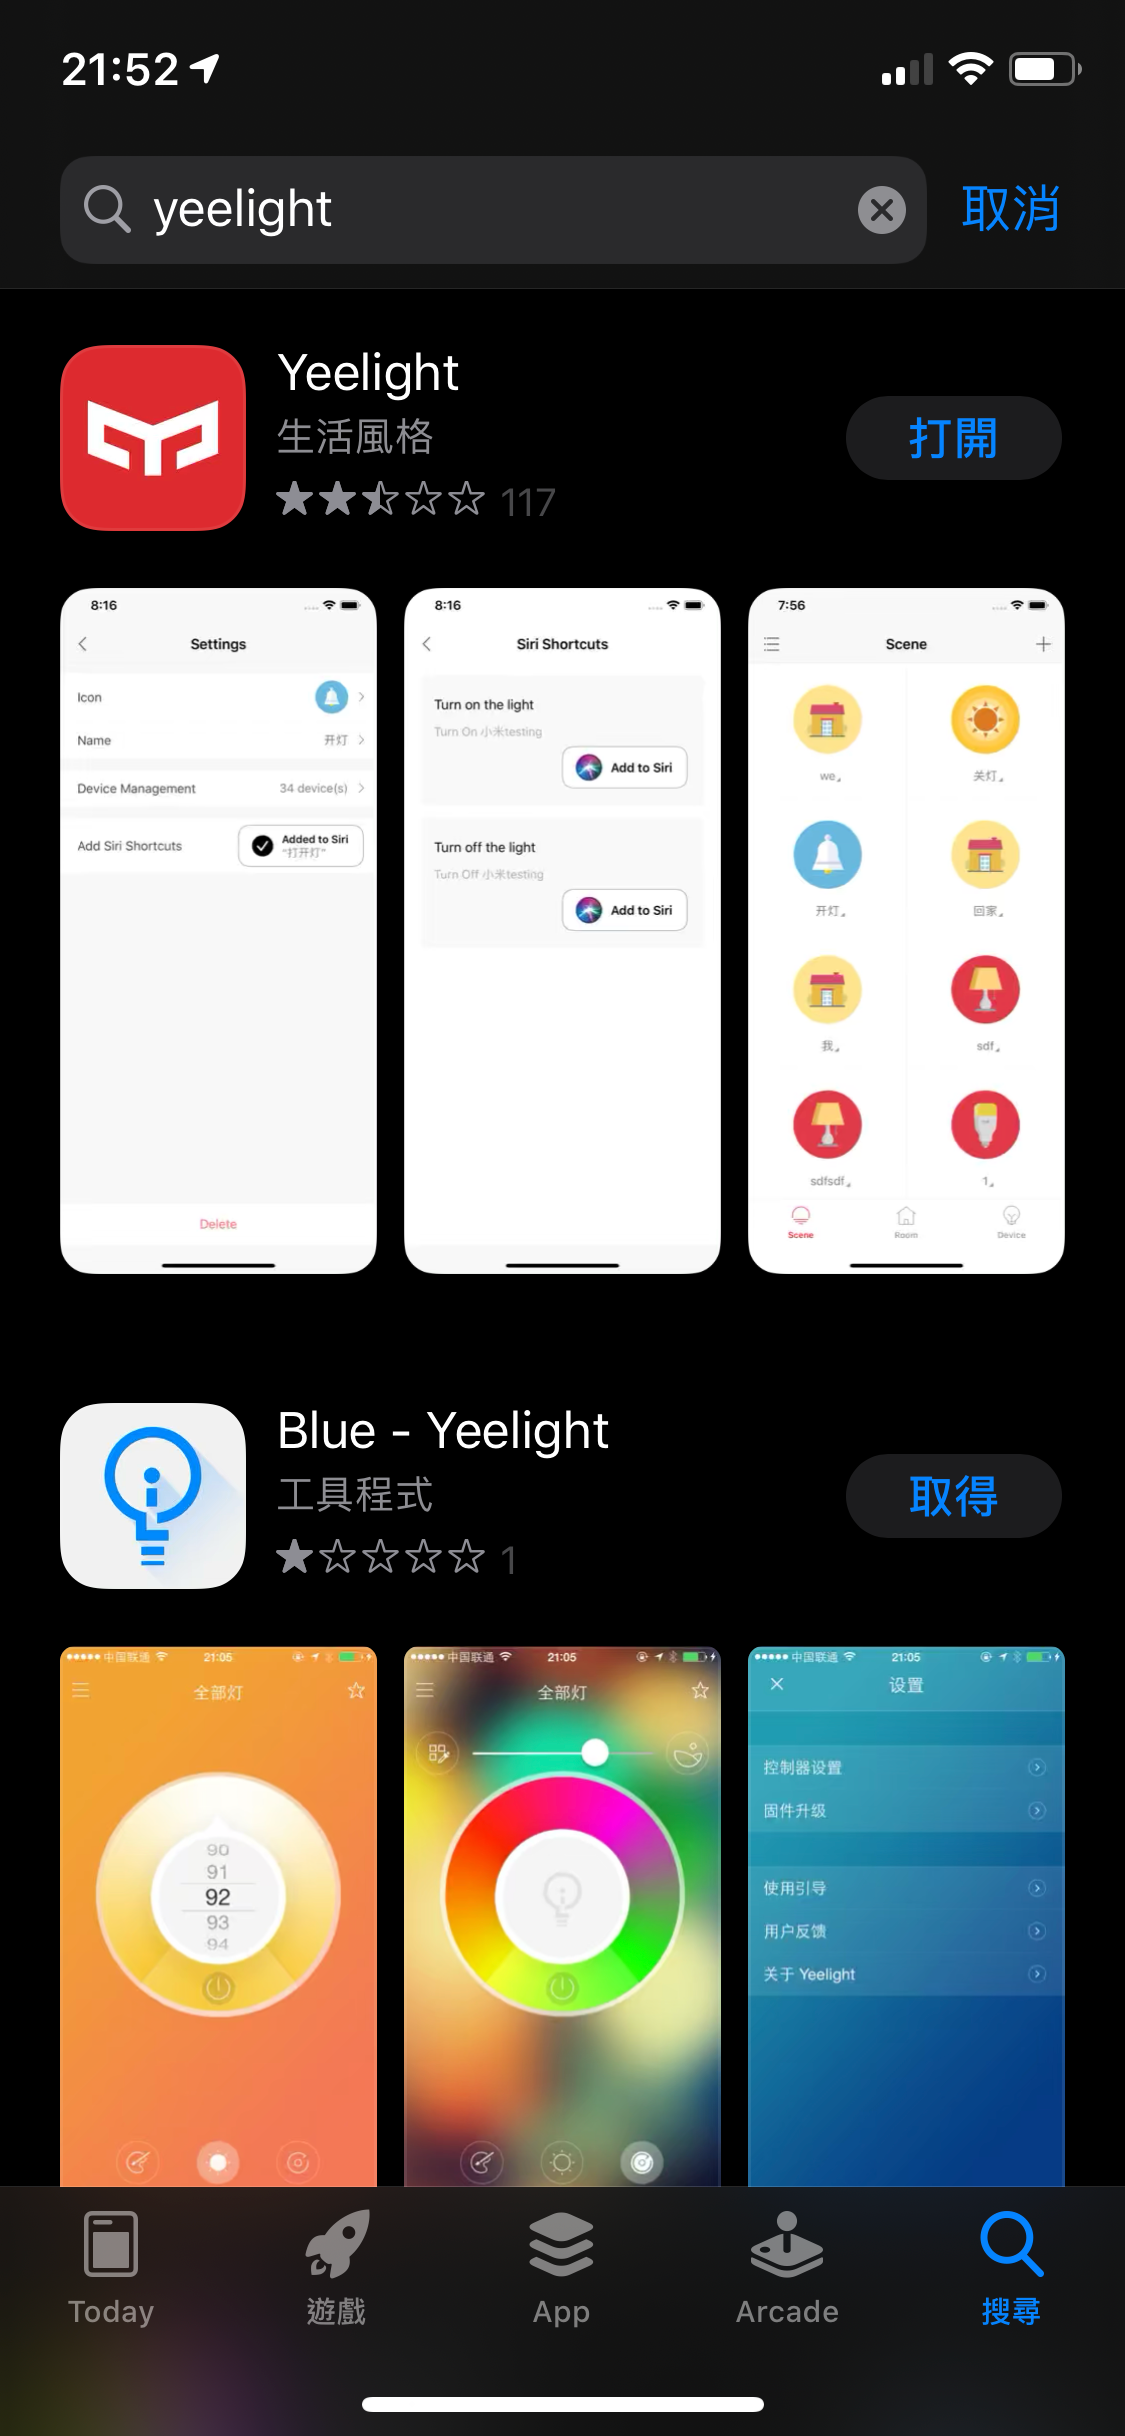 21:52
yeelight
取消
Yeelight
生活風格
117
打開
8:16
Settings
Icon
Name
开灯
Device Management
34 device(s)
Add Siri Shortcuts
Added to Siri
"打开灯"
Delete
8:16
Siri Shortcuts
Turn on the light
Turn On 小米testing
Add to Siri
Turn off the light
Turn Off 小米testing
Add to Siri
7:56
Scene
we
关灯
开灯
回家
我
sdf
sdfsdf
1
Scene
Room
Device
Blue - Yeelight
工具程式
1
取得
中国联通
21:05
全部灯
90
91
92
93
94
中国联通
21:05
全部灯
中国联通
21:05
设置
控制器设置
固件升级
使用引导
用户反馈
关于 Yeelight
Today
遊戲
App
Arcade
搜尋